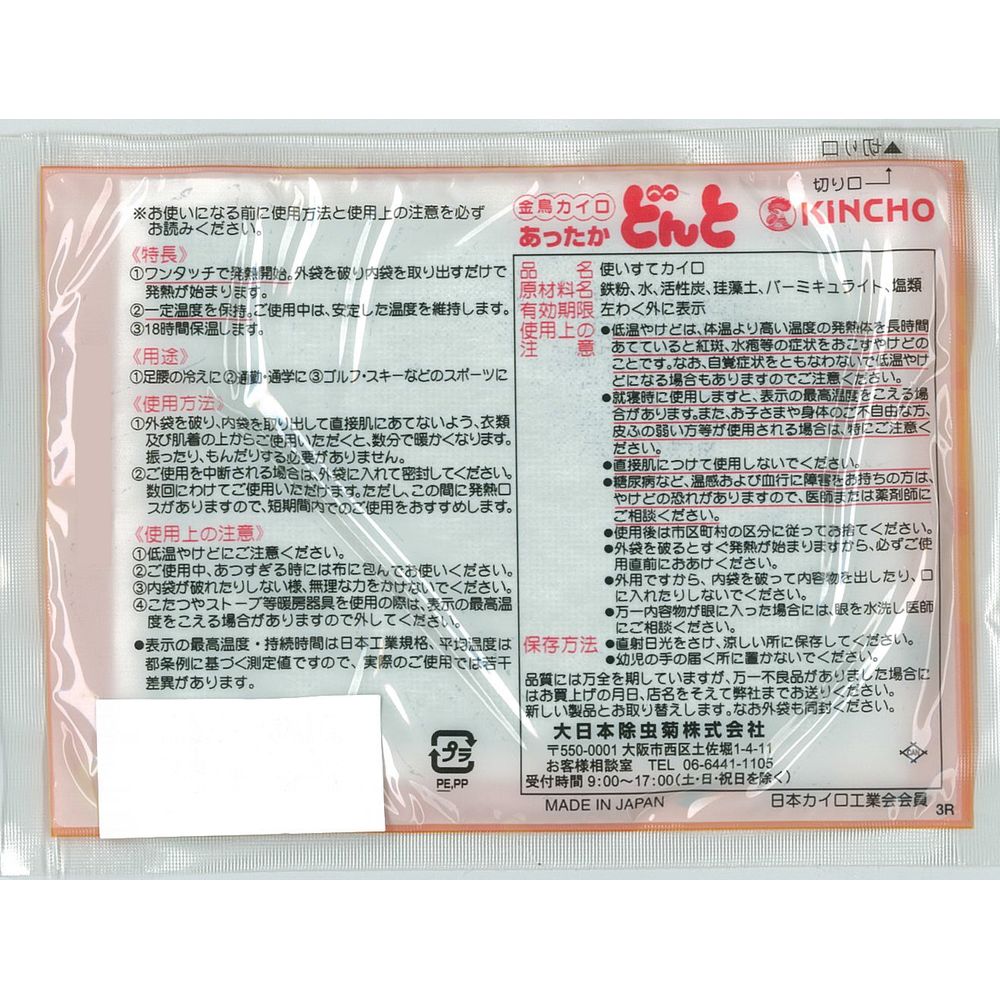 切り口
切り口
金鳥カイロ
あったか
どんと
KINCHO
※お使いになる前に使用方法と使用上の注意を必ず
お読みください。
《特長》
①ワンタッチで発熱開始。外袋を破り内袋を取り出すだけで
発熱が始まります。
②一定温度を保持。ご使用中は、安定した温度を維持します。
③18時間保温します。
《用途》
①足腰の冷えに②通勤・通学に③ゴルフ・スキーなどのスポーツに
《使用方法》
①外袋を破り、内袋を取り出して直接肌にあてないよう、衣類
及び肌着の上からご使用いただくと、数分で暖かくなります。
振ったり、もんだりする必要がありません。
②ご使用を中断される場合は、外袋に入れて密封してください。
数回にわけてご使用いただけます。ただし、この間に発熱ロ
スがありますので、短期間内でのご使用をおすすめします。
《使用上の注意》
①低温やけどにご注意ください。
②ご使用中、あつすぎる時には布に包んでお使いください。
③内袋が破れたりしない様、無理な力をかけないでください。
④こたつやストーブ等暖房器具を使用の際は、表示の最高温
度をこえる場合がありますので外してください。
●表示の最高温度・持続時間は日本工業規格、平均温度は
都条例に基づく測定値ですので、実際のご使用では若干
差異があります。
プラ
PE,PP
品名 使いすてカイロ
原材料名 鉄粉、水、活性炭、珪藻土、バーミキュライト、塩類
有効期限 左わく外に表示
使用上の注意 ●低温やけどは、体温より高い温度の発熱体を長時間
あてていると紅斑、水疱等の症状をおこすやけどの
ことです。なお、自覚症状をともなわないで低温やけ
どになる場合もありますのでご注意ください。
●就寝時に使用しますと、表示の最高温度をこえる場
合があります。また、お子さまや身体のご不自由な方、
皮ふの弱い方等が使用される場合は、特にご注意く
ださい。
●直接肌につけて使用しないでください。
●糖尿病など、温感および血行に障害をお持ちの方は、
やけどの恐れがありますので、医師または薬剤師に
ご相談ください。
●使用後は市区町村の区分に従ってお捨てください。
●外袋を破るとすぐ発熱が始まりますから、必ずご使
用直前におあけください。
●外用ですから、内袋を破って内容物を出したり、口
に入れたりしないでください。
●万一内容物が眼に入った場合には、眼を水洗し医師
にご相談ください。
保存方法 ●直射日光をさけ、涼しい所に保存してください。
●幼児の手の届く所に置かないでください。
品質には万全を期していますが、万一不良品がありました場合に
はお買上げの月日、店名をそえて弊社までお送りください。
新しい製品とお取り替えします。なお外袋も同封ください。
大日本除虫菊株式会社
〒550-0001 大阪市西区土佐堀1-4-11
お客様相談室 TEL 06-6441-1105
受付時間 9:00〜17:00(土・日・祝日を除く)
MADE IN JAPAN
日本カイロ工業会会員
3R